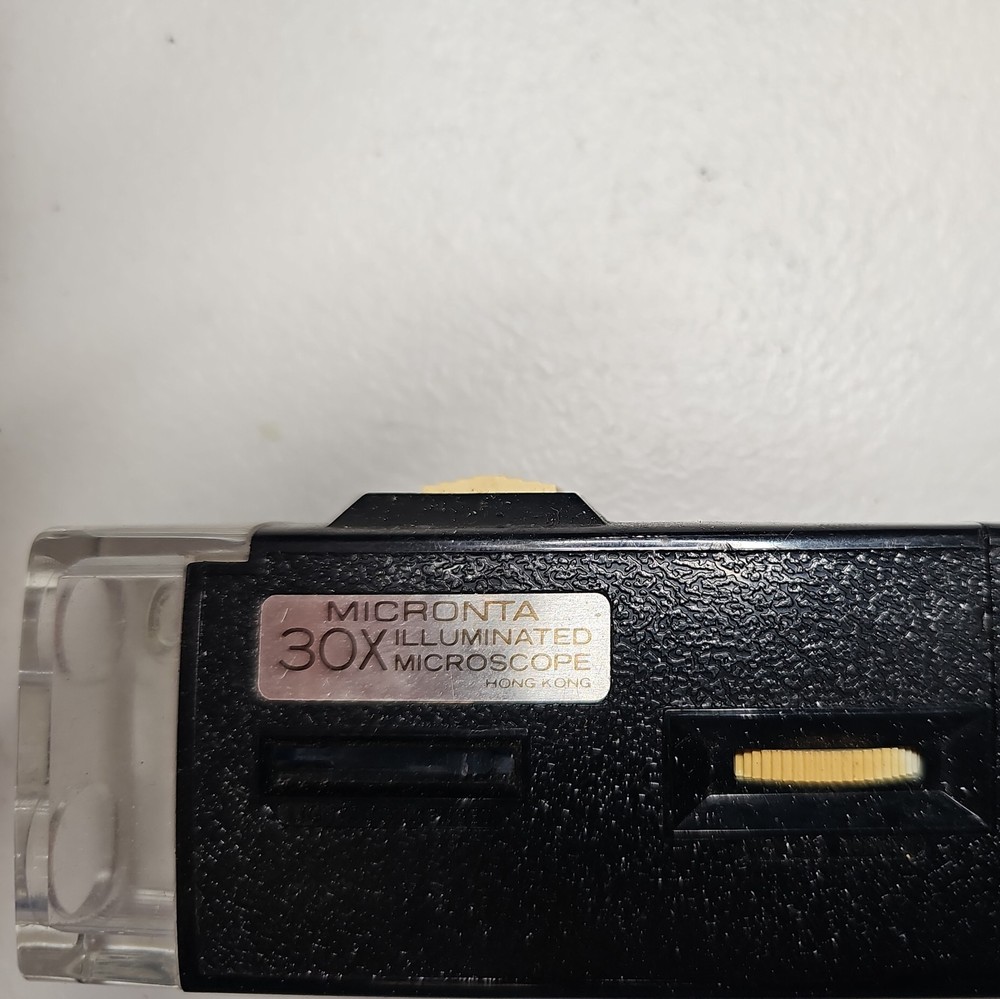 MICRONTA
30X ILLUMINATED
MICROSCOPE
HONG KONG